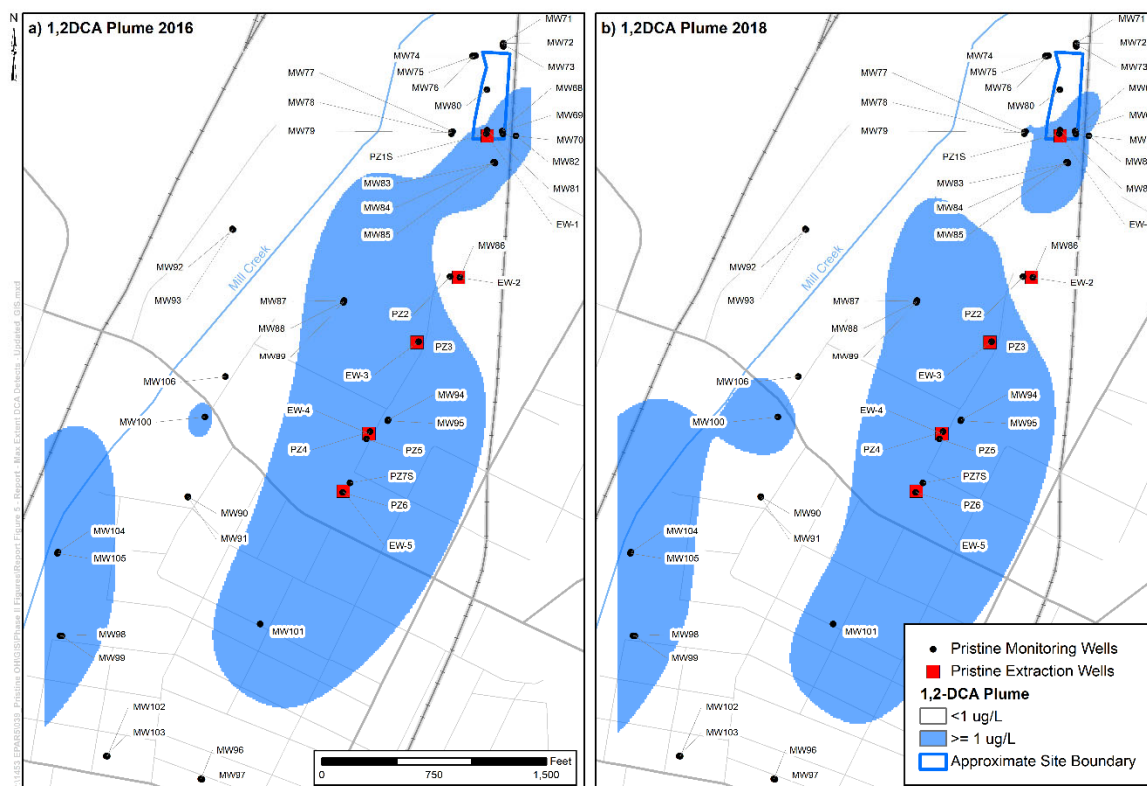 N
a) 1,2DCA Plume 2016
MW71
MW72
MW74
MW73
MW77
MW75
MW68
MW78
MW76
MW80
MW69
MW79
MW70
PZ1S
MW82
MW83
MW81
MW84
EW-1
MW85
MW86
MW92
Mill Creek
EW-2
MW93
MW87
PZ2
MW88
PZ3
MW89
EW-3
MW106
MW94
EW-4
MW100
MW95
PZ4
PZ5
PZ7S
MW90
PZ6
MW91
EW-5
MW104
MW105
MW101
MW98
MW99
MW102
MW103
MW96
MW97
Feet
0 750 1,500
b) 1,2DCA Plume 2018
MW71
MW72
MW74
MW73
MW77
MW75
MW78
MW76
MW80
MW79
PZ1S
MW83
MW84
MW85
MW86
MW92
Mill Creek
EW-2
MW93
MW87
PZ2
MW88
PZ3
MW89
EW-3
MW106
MW94
EW-4
MW100
MW95
PZ4
PZ5
PZ7S
MW90
PZ6
MW91
EW-5
MW104
MW105
MW101
MW98
MW99
MW102
MW103
MW96
MW97
Pristine Monitoring Wells
Pristine Extraction Wells
1,2-DCA Plume
<1 ug/L
>= 1 ug/L
Approximate Site Boundary